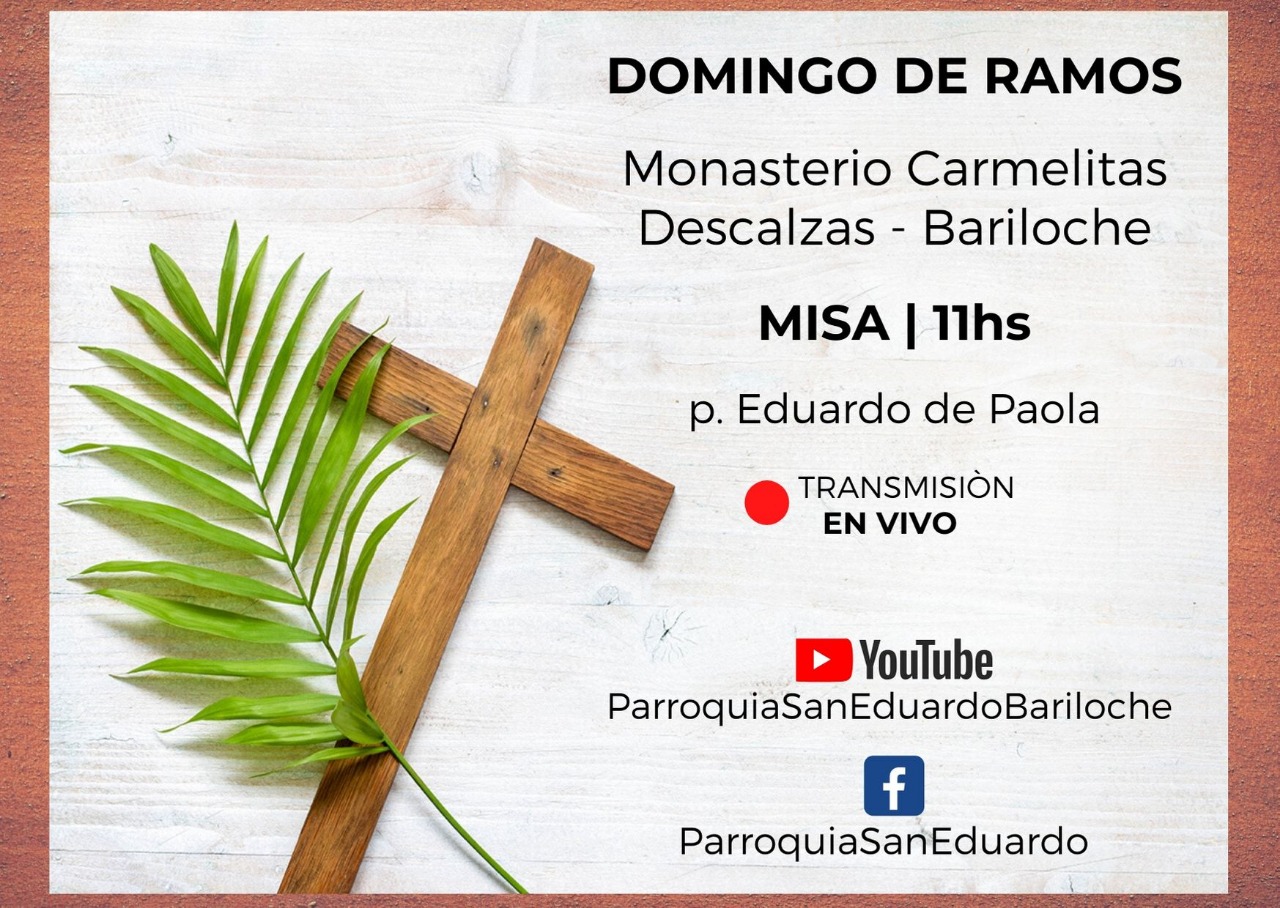 DOMINGO DE RAMOS
Monasterio Carmelitas
Descalzas - Bariloche
MISA | 11hs
p. Eduardo de Paola
TRANSMISIÒN
EN VIVO
YouTube
ParroquiaSanEduardoBariloche
f
ParroquiaSanEduardo